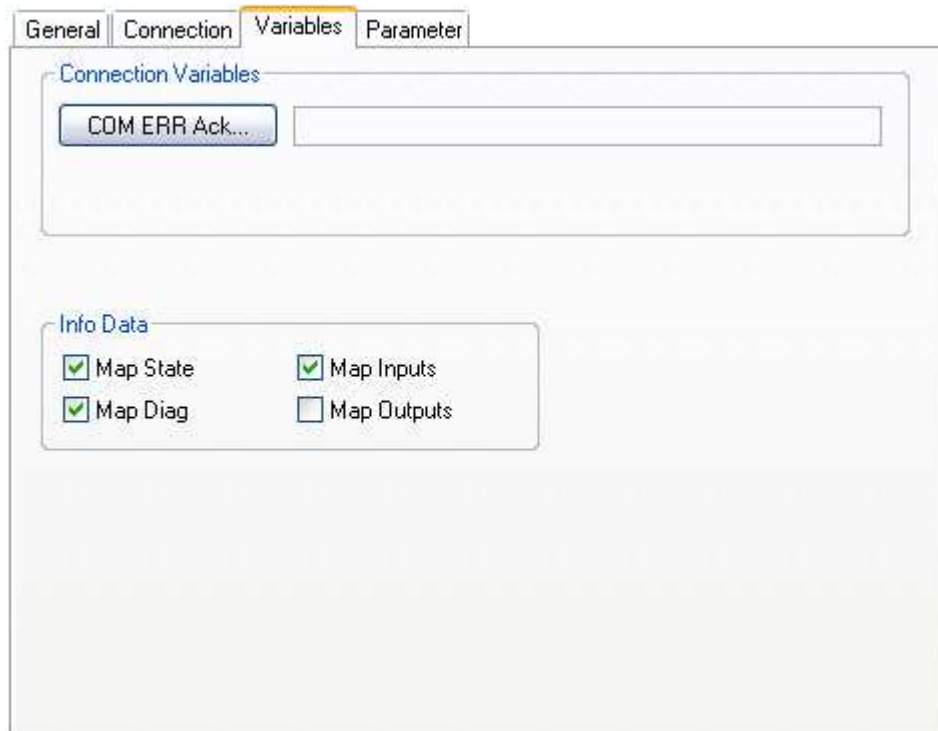 General Connection Variables Parameter
Connection Variables
COM ERR Ack...
Info Data
Map State Map Inputs
Map Diag Map Outputs